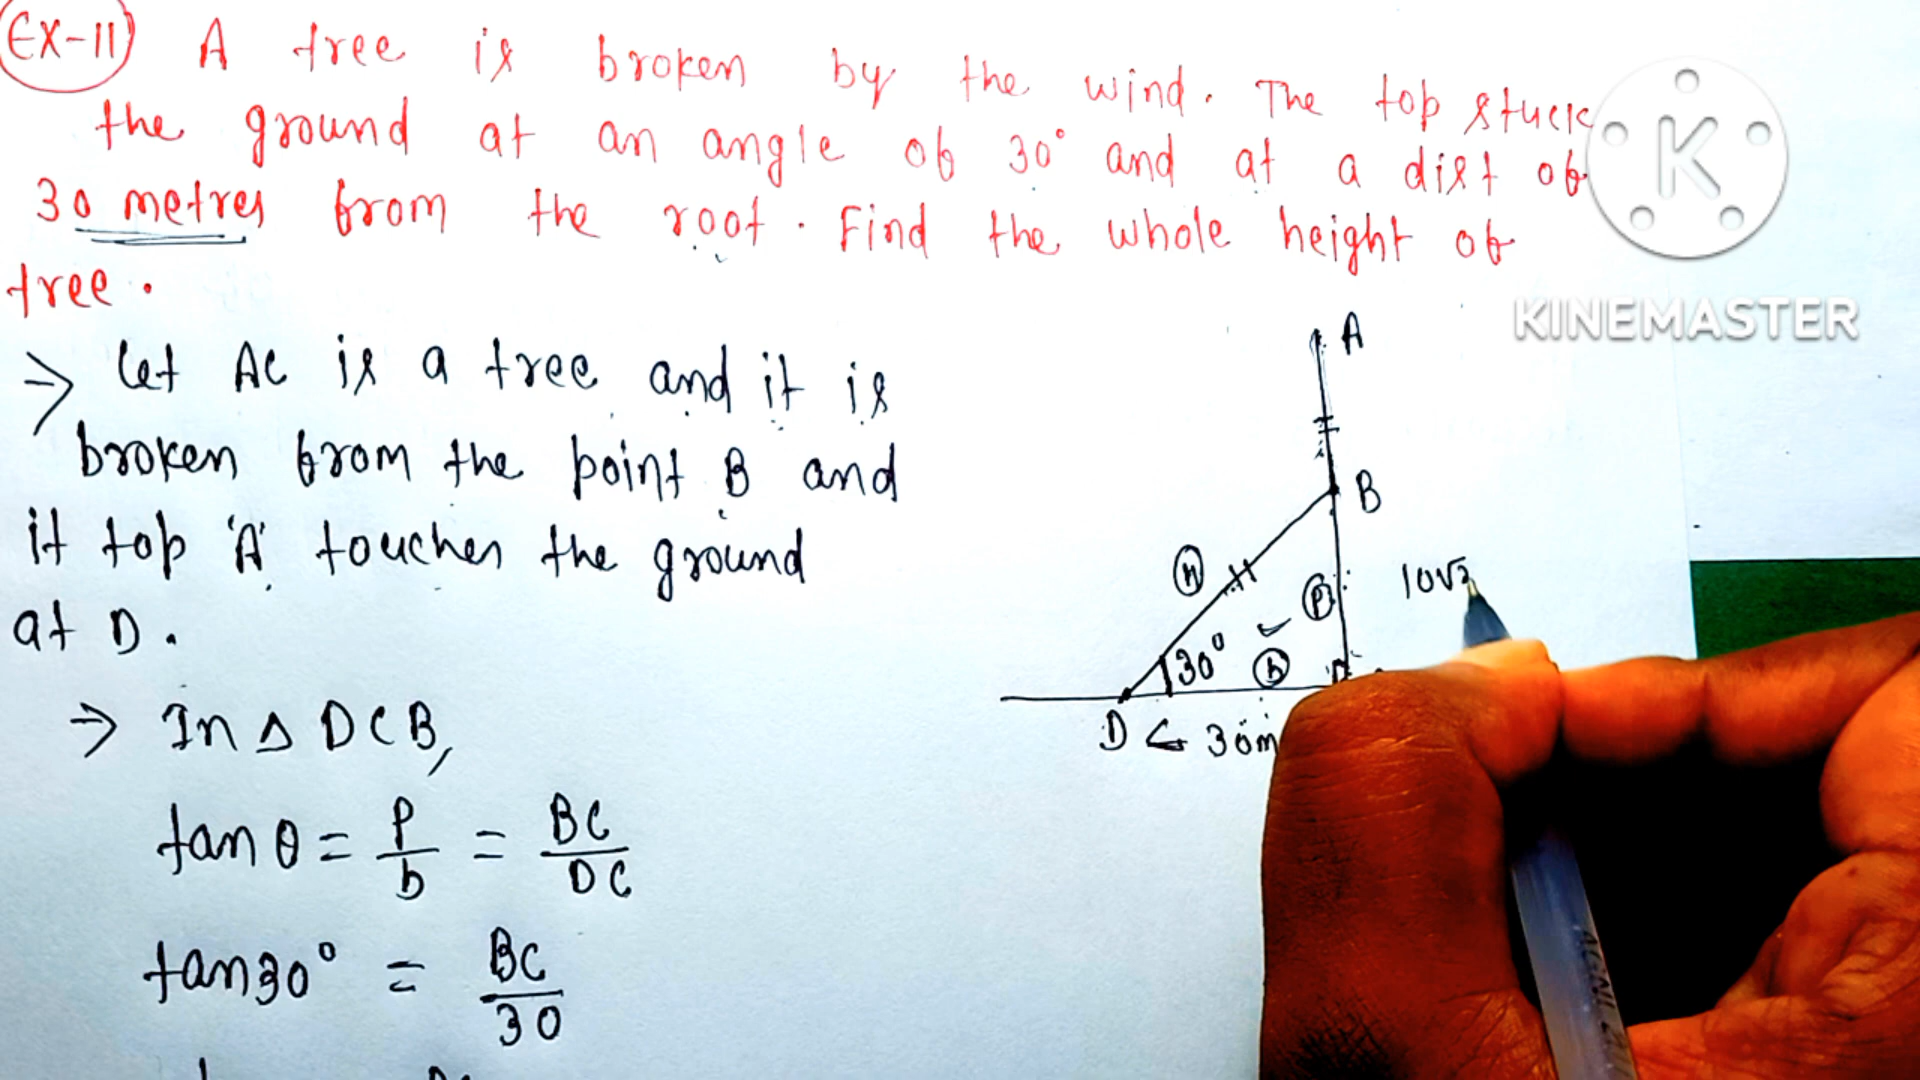 EX-11) A tree is broken by the wind. The top stuck
the ground at an angle of 30° and at a dist of
30 metres from the root. Find the whole height of
tree.
KINEMASTER
→ Let AC is a tree and it is
broken from the point B and
it top 'A' touches the ground
at D.
→ In △ DCB,
tan θ = P/b = BC/DC
tan30° = BC/30
A
B
h
P
10√3
30°
b
D ← 30m